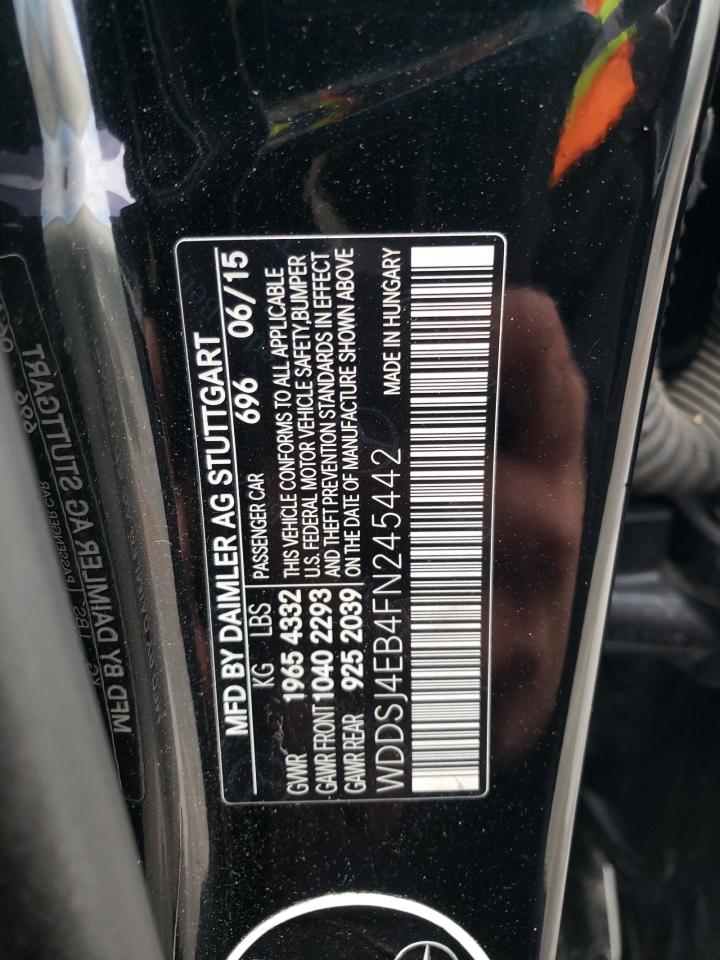 MFD BY DAIMLER AG STUTTGART
KG LBS PASSENGER CAR 696 06/15
GVWR 1965 4332 THIS VEHICLE CONFORMS TO ALL APPLICABLE
GAWR FRONT 1040 2293 U.S. FEDERAL MOTOR VEHICLE SAFETY, BUMPER
GAWR REAR 925 2039 AND THEFT PREVENTION STANDARDS IN EFFECT
ON THE DATE OF MANUFACTURE SHOWN ABOVE
WDDSJ4EB4FN245442 MADE IN HUNGARY